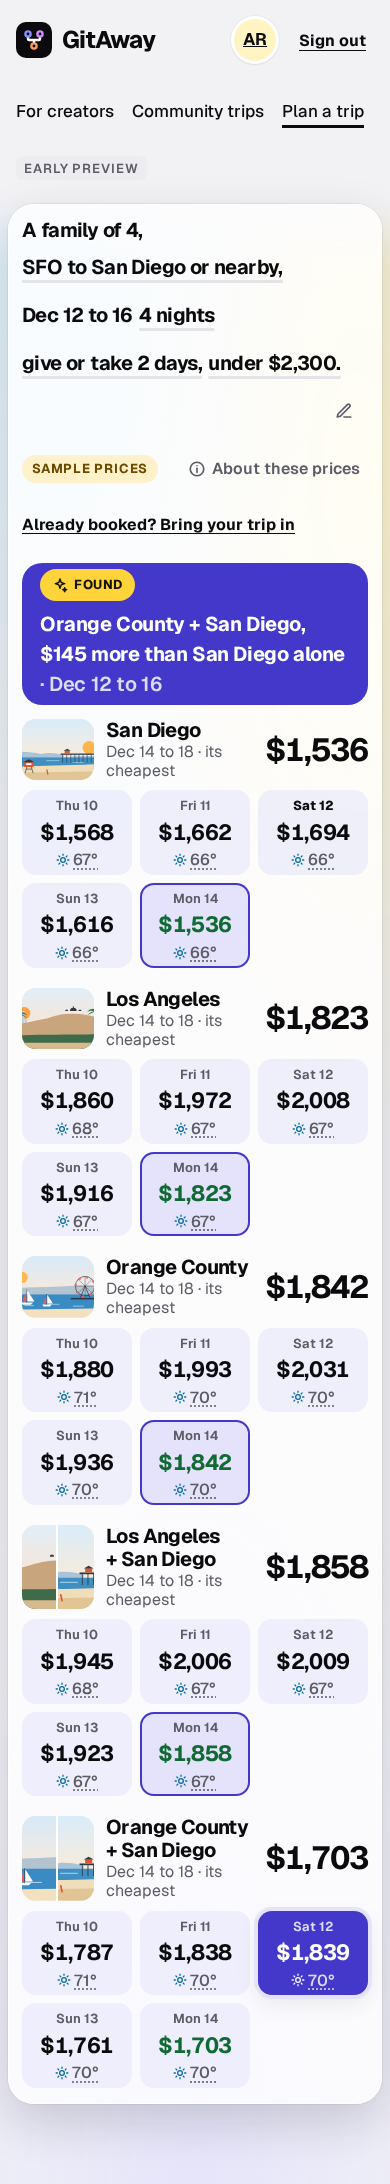 GitAway
AR
Sign out
For creators
Community trips
Plan a trip
EARLY PREVIEW
A family of 4,
SFO to San Diego or nearby,
Dec 12 to 16 4 nights
give or take 2 days, under $2,300.
SAMPLE PRICES
About these prices
Already booked? Bring your trip in
FOUND
Orange County + San Diego,
$145 more than San Diego alone
· Dec 12 to 16
San Diego
Dec 14 to 18 · its
cheapest
$1,536
Thu 10
$1,568
67°
Fri 11
$1,662
66°
Sat 12
$1,694
66°
Sun 13
$1,616
66°
Mon 14
$1,536
66°
Los Angeles
Dec 14 to 18 · its
cheapest
$1,823
Thu 10
$1,860
68°
Fri 11
$1,972
67°
Sat 12
$2,008
67°
Sun 13
$1,916
67°
Mon 14
$1,823
67°
Orange County
Dec 14 to 18 · its
cheapest
$1,842
Thu 10
$1,880
71°
Fri 11
$1,993
70°
Sat 12
$2,031
70°
Sun 13
$1,936
70°
Mon 14
$1,842
70°
Los Angeles
+ San Diego
Dec 14 to 18 · its
cheapest
$1,858
Thu 10
$1,945
68°
Fri 11
$2,006
67°
Sat 12
$2,009
67°
Sun 13
$1,923
67°
Mon 14
$1,858
67°
Orange County
+ San Diego
Dec 14 to 18 · its
cheapest
$1,703
Thu 10
$1,787
71°
Fri 11
$1,838
70°
Sat 12
$1,839
70°
Sun 13
$1,761
70°
Mon 14
$1,703
70°